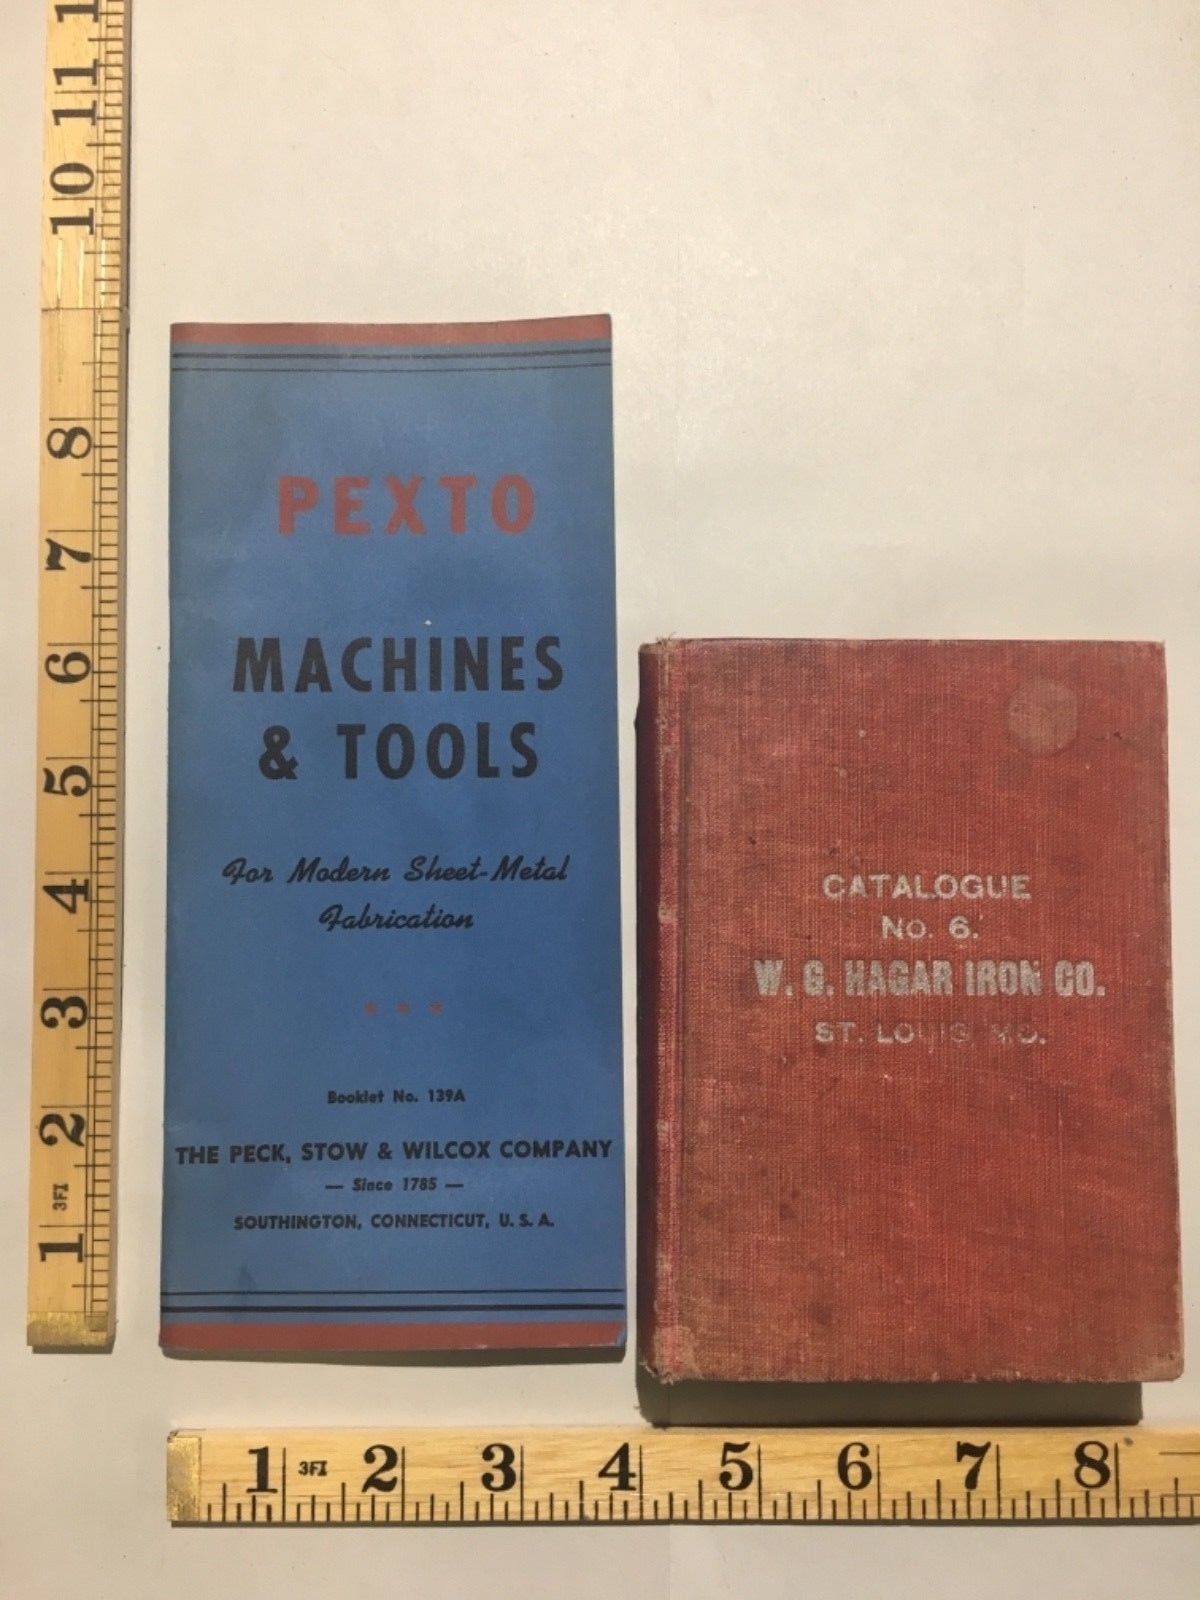 PEXTO
MACHINES
& TOOLS
For Modern Sheet-Metal
Fabrication
Booklet No. 139A
THE PECK, STOW & WILCOX COMPANY
— Since 1785 —
SOUTHINGTON, CONNECTICUT, U. S. A.
CATALOGUE
No. 6.
W. G. HAGAR IRON CO.
ST. LOUIS, MO.
11
10
8
7
6
5
4
3
2
3FT
1
1 3FT 2 3 4 5 6 7 8